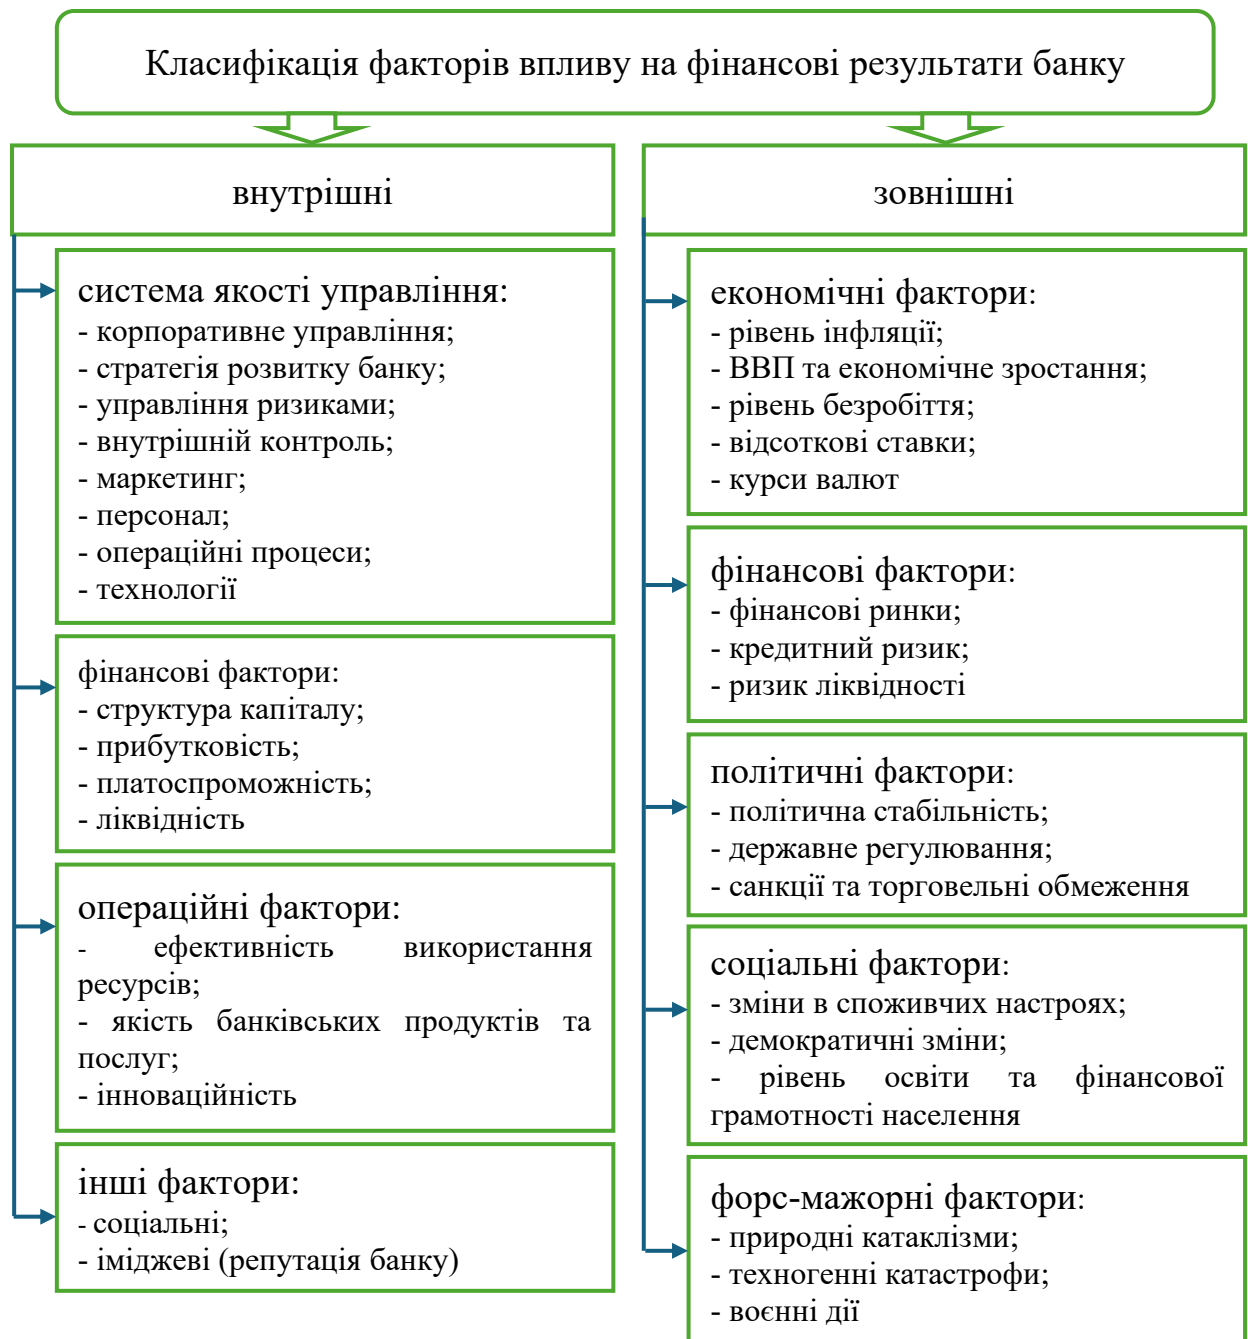 Класифікація факторів впливу на фінансові результати банку
внутрішні
система якості управління:
- корпоративне управління;
- стратегія розвитку банку;
- управління ризиками;
- внутрішній контроль;
- маркетинг;
- персонал;
- операційні процеси;
- технології
фінансові фактори:
- структура капіталу;
- прибутковість;
- платоспроможність;
- ліквідність
операційні фактори:
- ефективність використання
ресурсів;
- якість банківських продуктів та
послуг;
- інноваційність
інші фактори:
- соціальні;
- іміджеві (репутація банку)
зовнішні
економічні фактори:
- рівень інфляції;
- ВВП та економічне зростання;
- рівень безробіття;
- відсоткові ставки;
- курси валют
фінансові фактори:
- фінансові ринки;
- кредитний ризик;
- ризик ліквідності
політичні фактори:
- політична стабільність;
- державне регулювання;
- санкції та торговельні обмеження
соціальні фактори:
- зміни в споживчих настроях;
- демократичні зміни;
- рівень освіти та фінансової
грамотності населення
форс-мажорні фактори:
- природні катаклізми;
- техногенні катастрофи;
- воєнні дії